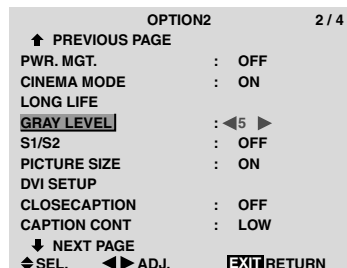 OPTION2 2 / 4
PREVIOUS PAGE
PWR. MGT. : OFF
CINEMA MODE : ON
LONG LIFE
GRAY LEVEL : 5
S1/S2 : OFF
PICTURE SIZE : ON
DVI SETUP
CLOSECAPTION : OFF
CAPTION CONT : LOW
NEXT PAGE
SEL. ADJ. EXIT RETURN